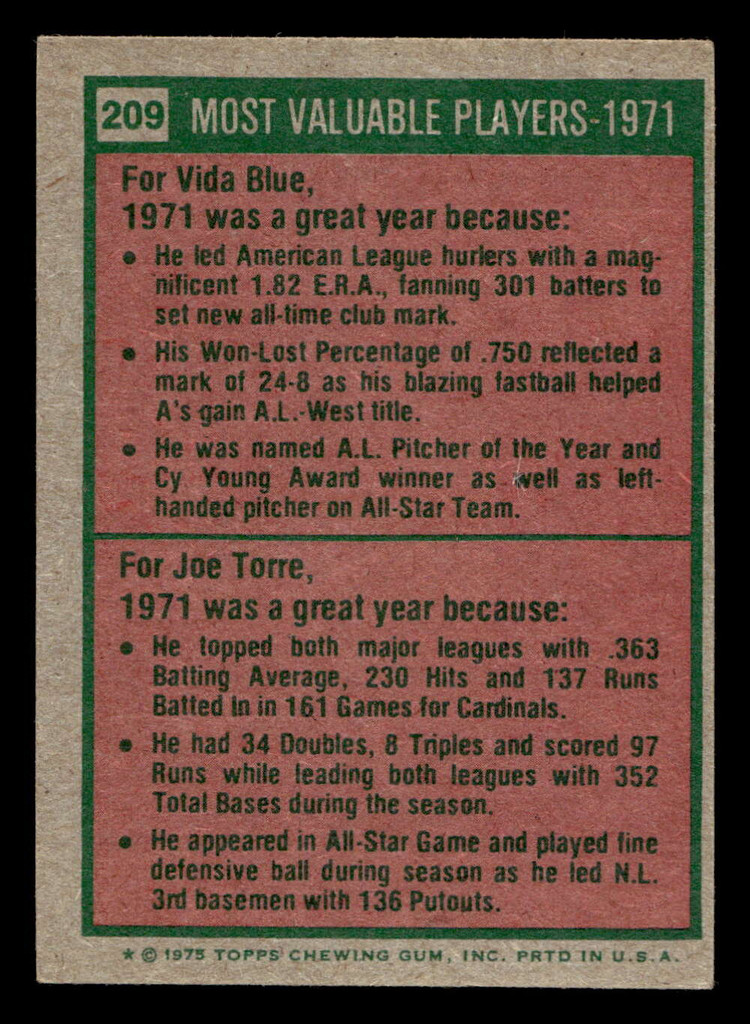 209 MOST VALUABLE PLAYERS-1971
For Vida Blue,
1971 was a great year because:
• He led American League hurlers with a mag-
nificent 1.82 E.R.A., fanning 301 batters to
set new all-time club mark.
• His Won-Lost Percentage of .750 reflected a
mark of 24-8 as his blazing fastball helped
A's gain A.L.-West title.
• He was named A.L. Pitcher of the Year and
Cy Young Award winner as well as left-
handed pitcher on All-Star Team.
For Joe Torre,
1971 was a great year because:
• He topped both major leagues with .363
Batting Average, 230 Hits and 137 Runs
Batted In in 161 Games for Cardinals.
• He had 34 Doubles, 8 Triples and scored 97
Runs while leading both leagues with 352
Total Bases during the season.
• He appeared in All-Star Game and played fine
defensive ball during season as he led N.L.
3rd basemen with 136 Putouts.
* © 1975 TOPPS CHEWING GUM, INC. PRTD IN U.S.A.